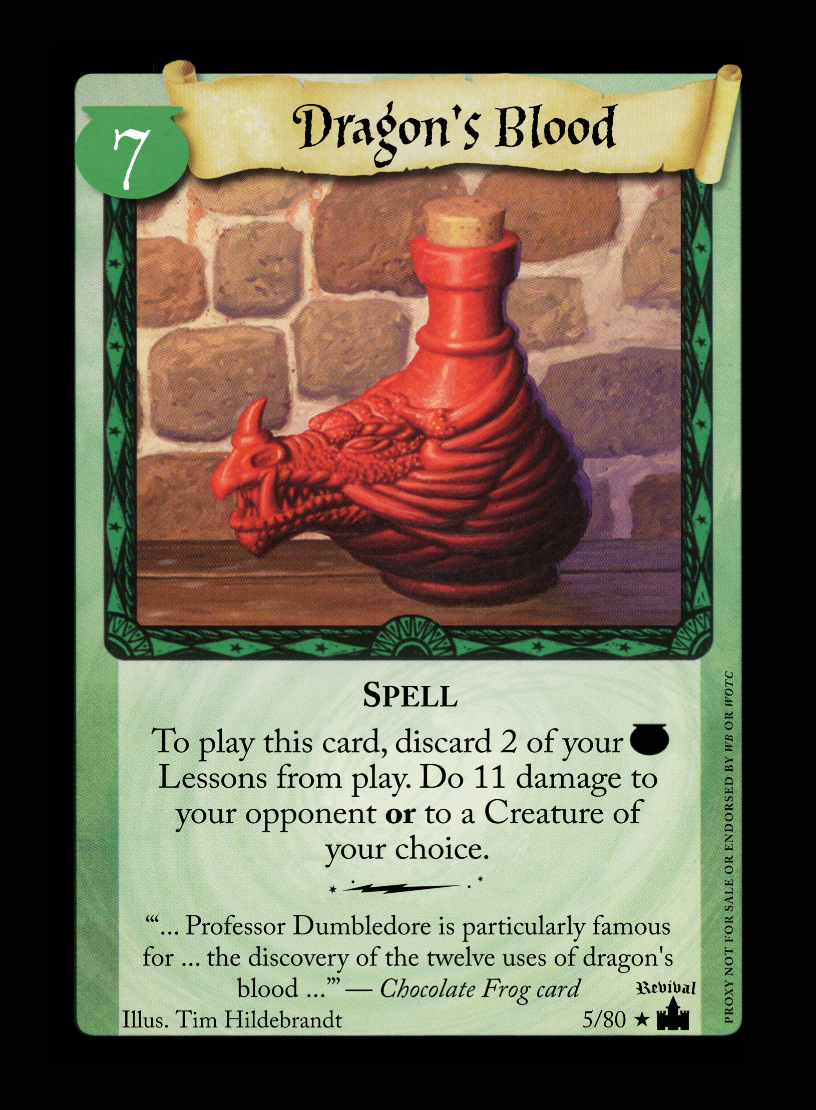 7
Dragon's Blood
SPELL
To play this card, discard 2 of your
Lessons from play. Do 11 damage to
your opponent or to a Creature of
your choice.
“‘... Professor Dumbledore is particularly famous
for ... the discovery of the twelve uses of dragon's
blood ...’” — Chocolate Frog card
Revival
Illus. Tim Hildebrandt
5/80 ★
PROXY NOT FOR SALE OR ENDORSED BY WB OR WOTC